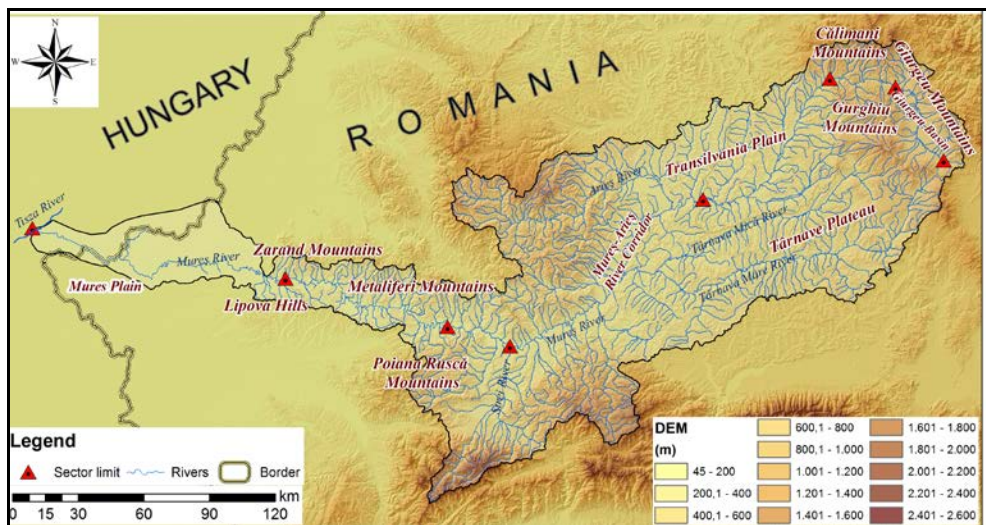 N
W E
S
HUNGARY
ROMANIA
Călimani
Mountains
Giurgeu Mountains
Giurgeu Basin
Gurghiu
Mountains
Transilvania Plain
Arieș River
Mureș-Arieș
River Corridor
Târnava Mică River
Târnave Plateau
Târnava Mare River
Tisza River
Mureș River
Mureș Plain
Zarand Mountains
Lipova Hills
Metaliferi Mountains
Mureș River
Poiana Ruscă
Mountains
Strei River
Legend
Sector limit Rivers Border
km
0 15 30 60 90 120
DEM
(m)
45 - 200
200,1 - 400
400,1 - 600
600,1 - 800
800,1 - 1.000
1.001 - 1.200
1.201 - 1.400
1.401 - 1.600
1.601 - 1.800
1.801 - 2.000
2.001 - 2.200
2.201 - 2.400
2.401 - 2.600